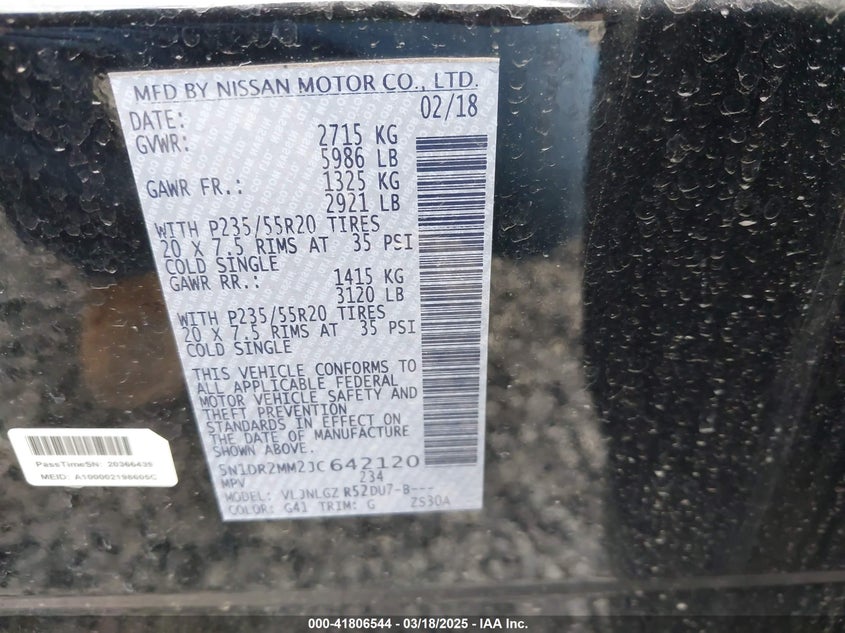 MFD BY NISSAN MOTOR CO., LTD.
DATE: 02/18
GVWR: 2715 KG
5986 LB
GAWR FR.: 1325 KG
2921 LB
WITH P235/55R20 TIRES
20 X 7.5 RIMS AT 35 PSI
COLD SINGLE
GAWR RR.: 1415 KG
3120 LB
WITH P235/55R20 TIRES
20 X 7.5 RIMS AT 35 PSI
COLD SINGLE
THIS VEHICLE CONFORMS TO
ALL APPLICABLE FEDERAL
MOTOR VEHICLE SAFETY AND
THEFT PREVENTION
STANDARDS IN EFFECT ON
THE DATE OF MANUFACTURE
SHOWN ABOVE.
5N1DR2MM2JC642120
MPV 234
MODEL: VLJNLGZ R52DU7-B---
COLOR: G41 TRIM: G ZS30A
PassTimeSN: 20366435
MEID: A100002198605C
000-41806544 - 03/18/2025 - IAA Inc.